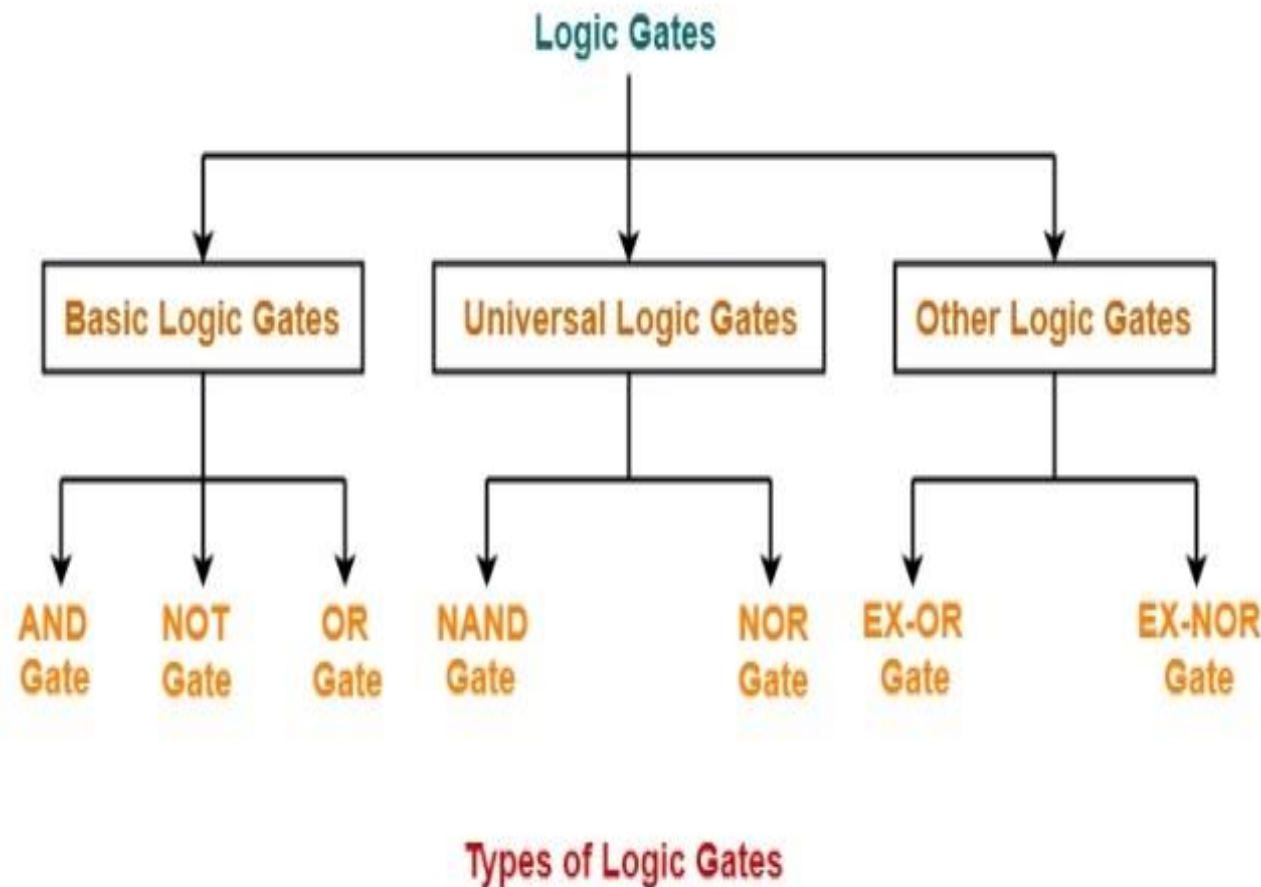 Logic Gates
Basic Logic Gates
Universal Logic Gates
Other Logic Gates
AND
Gate
NOT
Gate
OR
Gate
NAND
Gate
NOR
Gate
EX-OR
Gate
EX-NOR
Gate
Types of Logic Gates